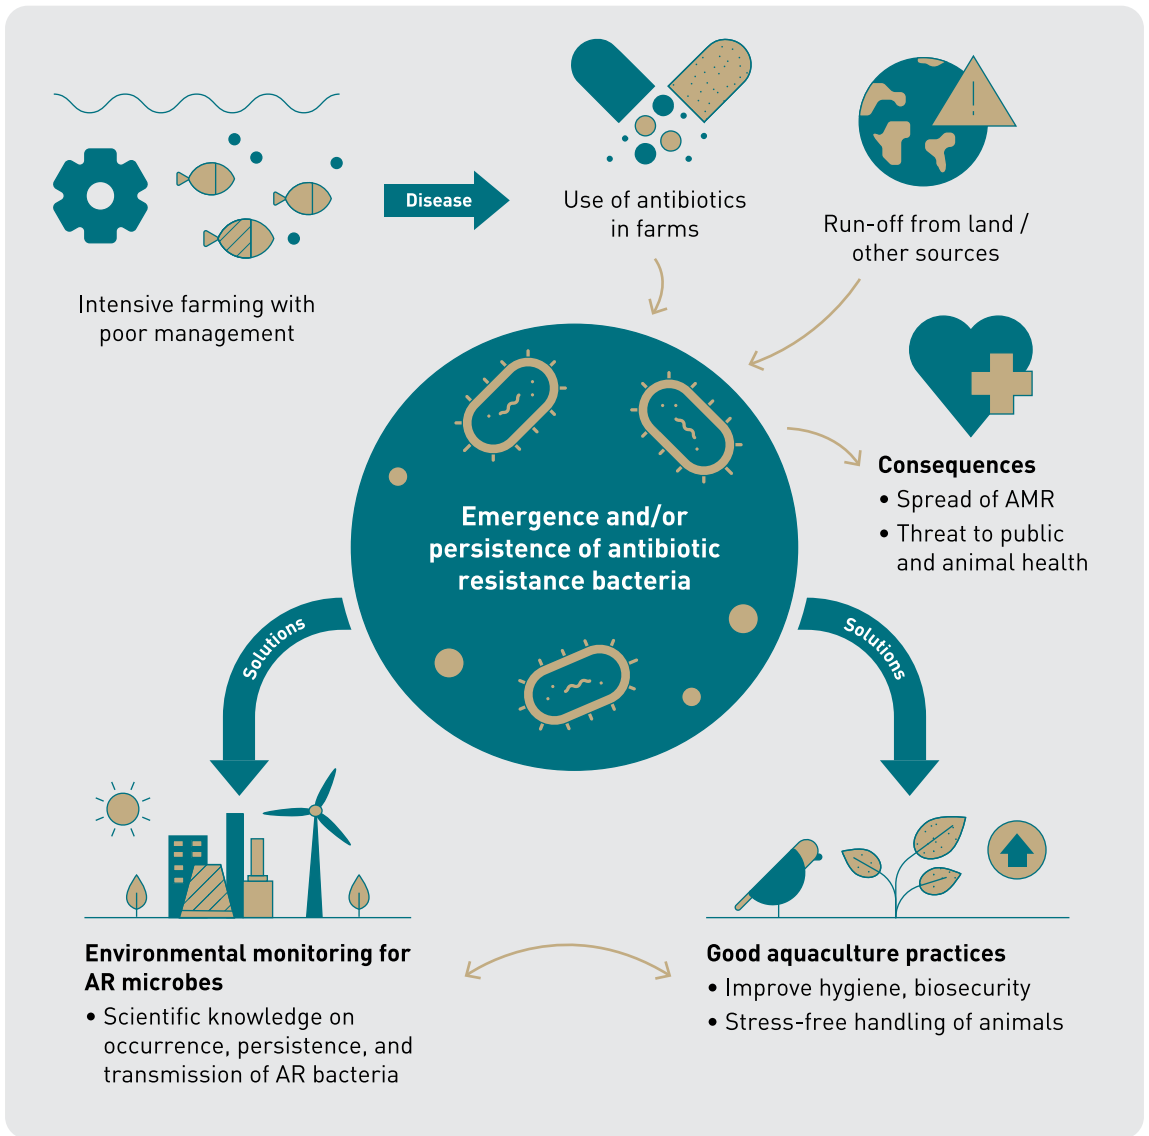 Disease
Use of antibiotics
in farms
Run-off from land /
other sources
Intensive farming with
poor management
Consequences
• Spread of AMR
• Threat to public
and animal health
Emergence and/or
persistence of antibiotic
resistance bacteria
Solutions
Solutions
Environmental monitoring for
AR microbes
• Scientific knowledge on
occurrence, persistence, and
transmission of AR bacteria
Good aquaculture practices
• Improve hygiene, biosecurity
• Stress-free handling of animals